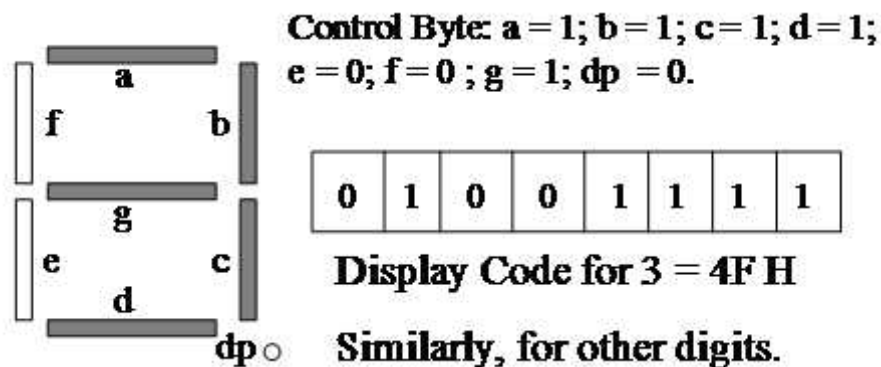 Control Byte: a = 1; b = 1; c = 1; d = 1;
e = 0; f = 0 ; g = 1; dp = 0.
a
f
b
g
e
c
d
dp
0 1 0 0 1 1 1 1
Display Code for 3 = 4F H
Similarly, for other digits.